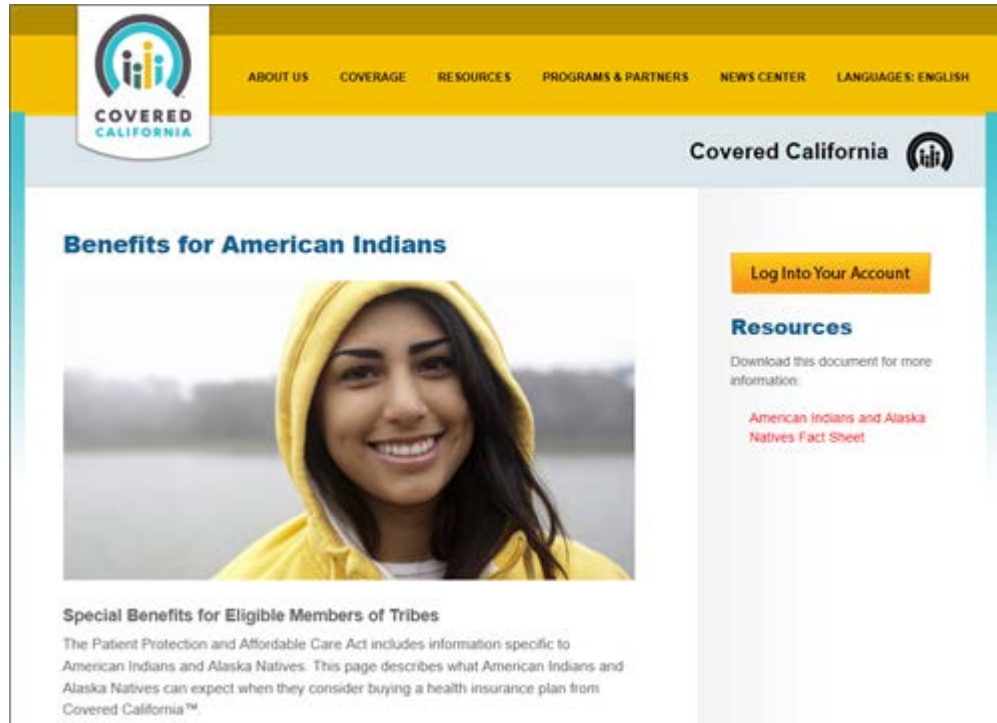 COVERED
CALIFORNIA
ABOUT US COVERAGE RESOURCES PROGRAMS & PARTNERS NEWS CENTER LANGUAGES: ENGLISH
Covered California
Benefits for American Indians
Log Into Your Account
Resources
Download this document for more
information:
American Indians and Alaska
Natives Fact Sheet
Special Benefits for Eligible Members of Tribes
The Patient Protection and Affordable Care Act includes information specific to
American Indians and Alaska Natives. This page describes what American Indians and
Alaska Natives can expect when they consider buying a health insurance plan from
Covered California™.